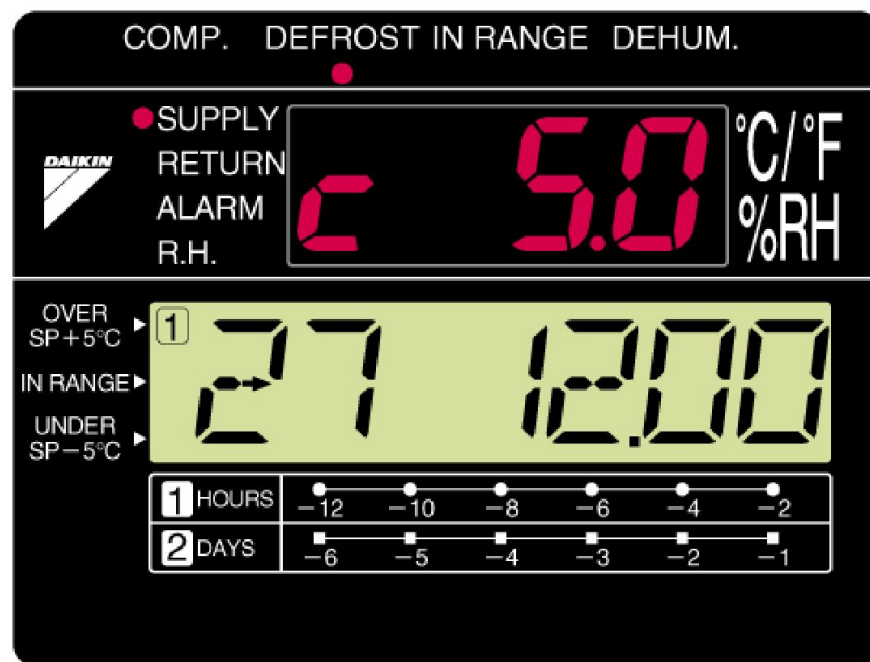 COMP. DEFROST IN RANGE DEHUM.
SUPPLY
DAIKIN
RETURN
ALARM
R.H.
c 5.0
°C/°F
%RH
OVER
SP+5°C
IN RANGE
UNDER
SP−5°C
1
27 12.00
1 HOURS −12 −10 −8 −6 −4 −2
2 DAYS −6 −5 −4 −3 −2 −1